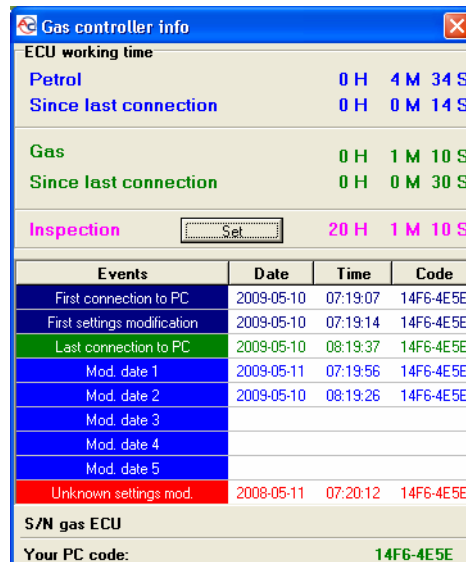 AC Gas controller info
ECU working time
Petrol 0 H 4 M 34 S
Since last connection 0 H 0 M 14 S
Gas 0 H 1 M 10 S
Since last connection 0 H 0 M 30 S
Inspection Set 20 H 1 M 10 S
Events Date Time Code
First connection to PC 2009-05-10 07:19:07 14F6-4E5E
First settings modification 2009-05-10 07:19:14 14F6-4E5E
Last connection to PC 2009-05-10 08:19:37 14F6-4E5E
Mod. date 1 2009-05-11 07:19:56 14F6-4E5E
Mod. date 2 2009-05-10 08:19:26 14F6-4E5E
Mod. date 3
Mod. date 4
Mod. date 5
Unknown settings mod. 2008-05-11 07:20:12 14F6-4E5E
S/N gas ECU
Your PC code: 14F6-4E5E